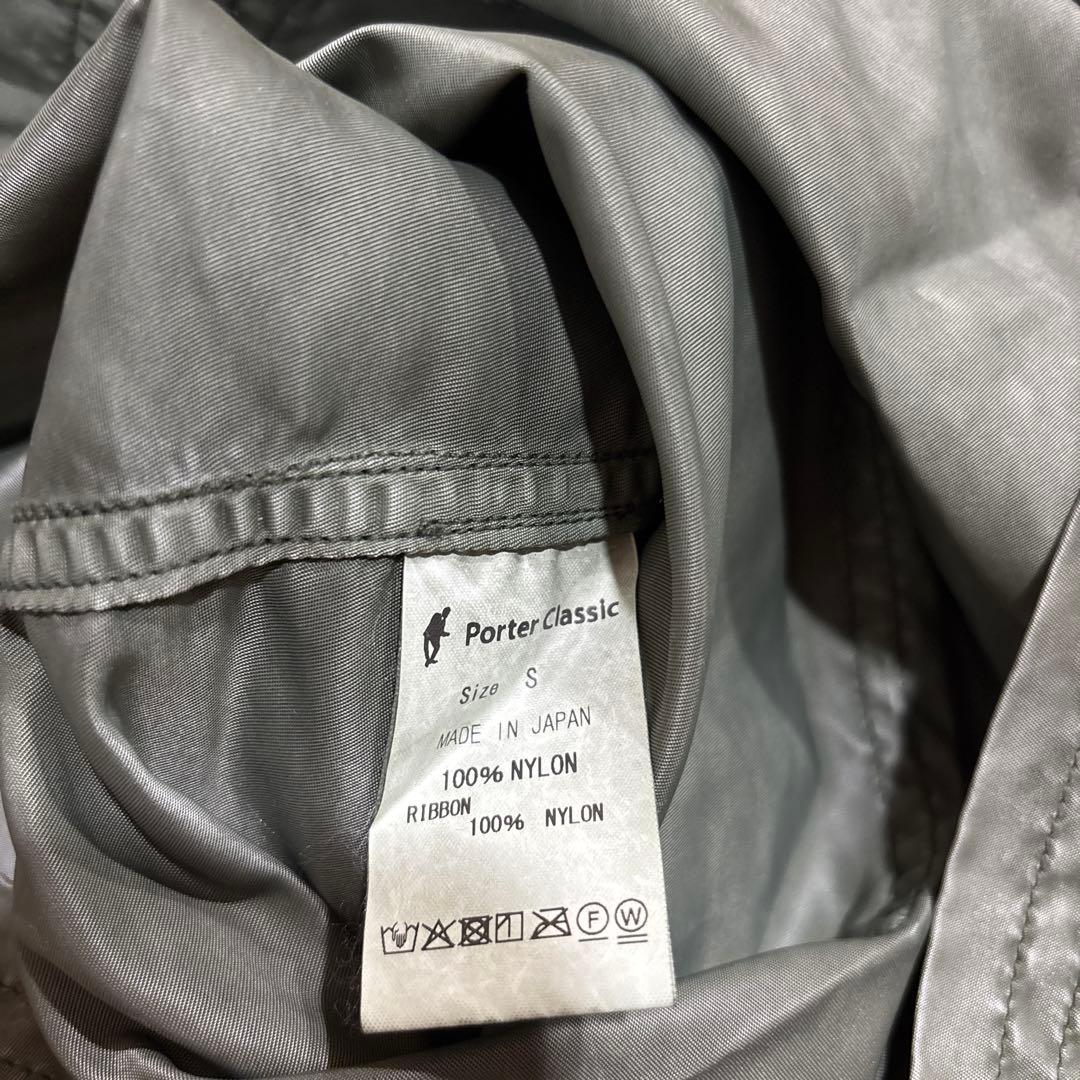 Porter Classic
Size S
MADE IN JAPAN
100% NYLON
RIBBON
100% NYLON
F W